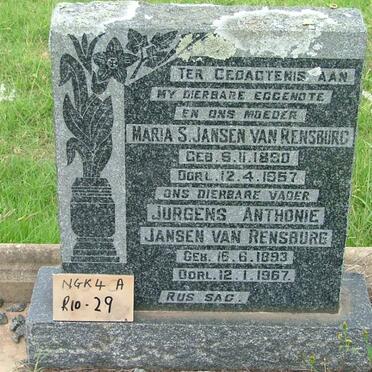 TER GEDAGTENIS AAN
MY DIERBARE EGGENOTE
EN ONS MOEDER
MARIA S. JANSEN VAN RENSBURG
GEB. 9.11.1890
OORL. 12.4.1957.
ONS DIERBARE VADER
JURGENS ANTHONIE
JANSEN VAN RENSBURG
GEB. 16.6.1893
OORL. 12.1.1967.
RUS SAG.
NGK4 A
R10-29